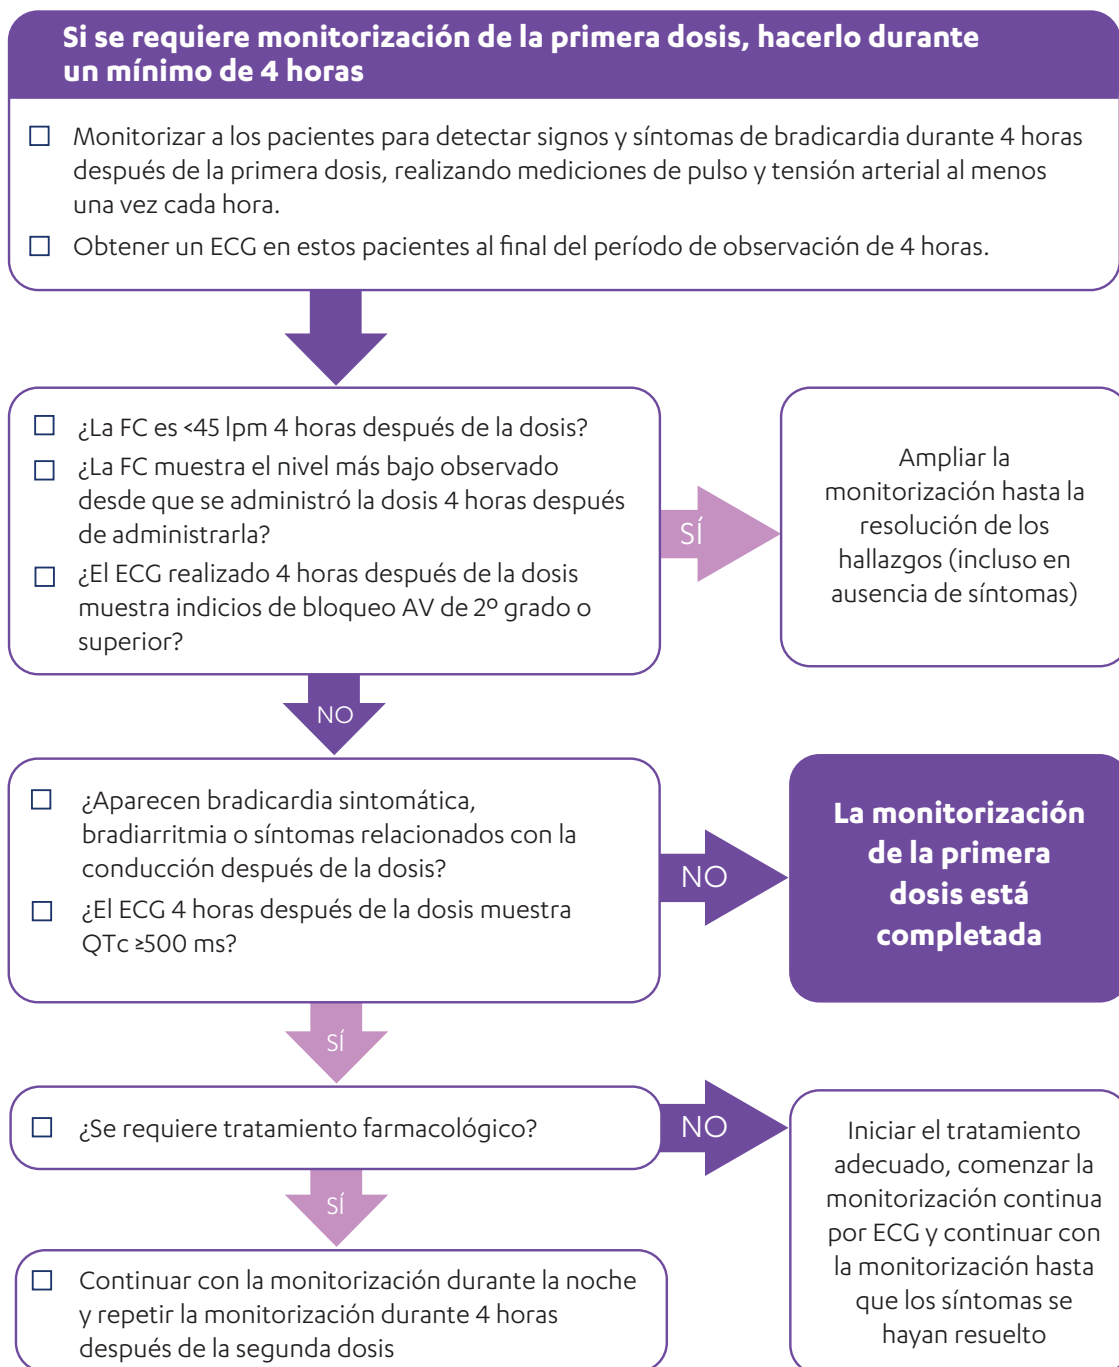 Si se requiere monitorización de la primera dosis, hacerlo durante
un mínimo de 4 horas
Monitorizar a los pacientes para detectar signos y síntomas de bradicardia durante 4 horas
después de la primera dosis, realizando mediciones de pulso y tensión arterial al menos
una vez cada hora.
Obtener un ECG en estos pacientes al final del período de observación de 4 horas.
¿La FC es <45 lpm 4 horas después de la dosis?
¿La FC muestra el nivel más bajo observado
desde que se administró la dosis 4 horas después
de administrarla?
¿El ECG realizado 4 horas después de la dosis
muestra indicios de bloqueo AV de 2º grado o
superior?
SÍ
Ampliar la
monitorización hasta la
resolución de los
hallazgos (incluso en
ausencia de síntomas)
NO
¿Aparecen bradicardia sintomática,
bradiarritmia o síntomas relacionados con la
conducción después de la dosis?
¿El ECG 4 horas después de la dosis muestra
QTc ≥500 ms?
NO
La monitorización
de la primera
dosis está
completada
SÍ
¿Se requiere tratamiento farmacológico?
NO
Iniciar el tratamiento
adecuado, comenzar la
monitorización continua
por ECG y continuar con
la monitorización hasta
que los síntomas se
hayan resuelto
SÍ
Continuar con la monitorización durante la noche
y repetir la monitorización durante 4 horas
después de la segunda dosis